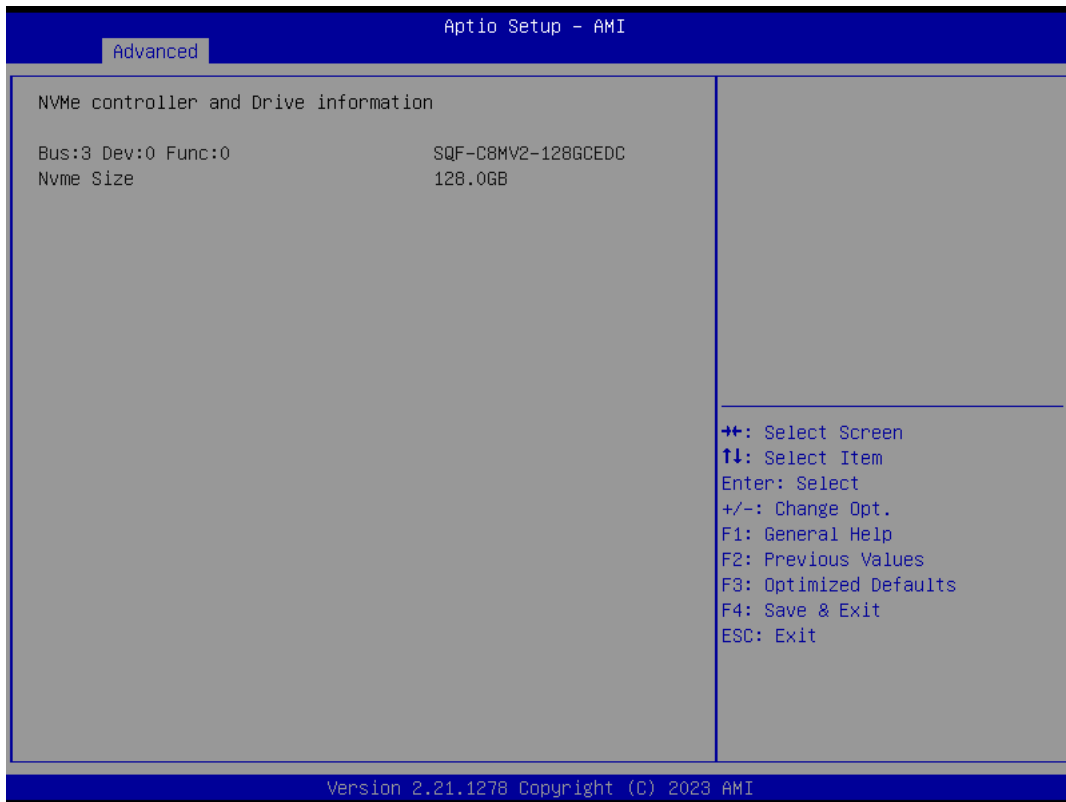 Aptio Setup – AMI
Advanced
NVMe controller and Drive information
Bus:3 Dev:0 Func:0 SQF-C8MV2-128GCEDC
Nvme Size 128.0GB
→←: Select Screen
↑↓: Select Item
Enter: Select
+/-: Change Opt.
F1: General Help
F2: Previous Values
F3: Optimized Defaults
F4: Save & Exit
ESC: Exit
Version 2.21.1278 Copyright (C) 2023 AMI